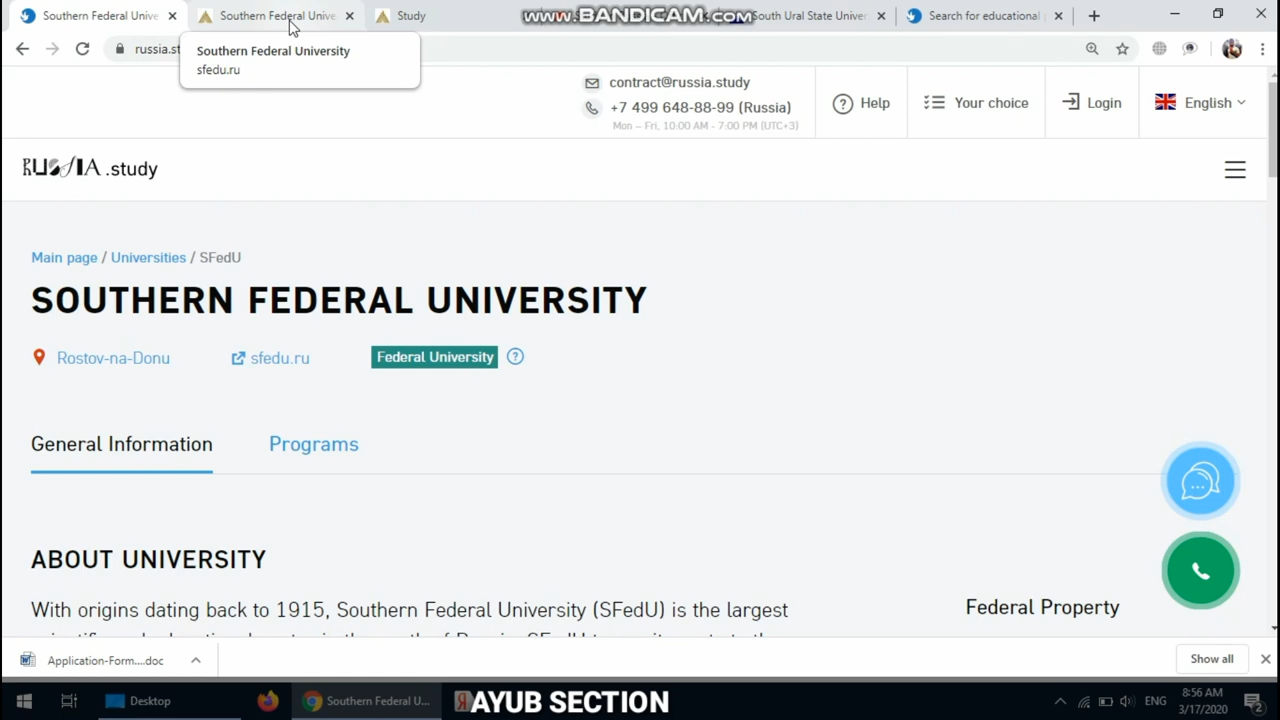 Southern Federal Unive
Southern Federal Unive
Study
www.BANDICAM.com
South Ural State Univer
Search for educational
russia.st
Southern Federal University
sfedu.ru
contract@russia.study
+7 499 648-88-99 (Russia)
Mon – Fri, 10:00 AM - 7:00 PM (UTC+3)
Help
Your choice
Login
English
RUSSIA .study
Main page / Universities / SFedU
SOUTHERN FEDERAL UNIVERSITY
Rostov-na-Donu
sfedu.ru
Federal University
General Information
Programs
ABOUT UNIVERSITY
With origins dating back to 1915, Southern Federal University (SFedU) is the largest
Federal Property
Application-Form....doc
Show all
Desktop
Southern Federal U...
AYUB SECTION
ENG
8:56 AM
3/17/2020
2